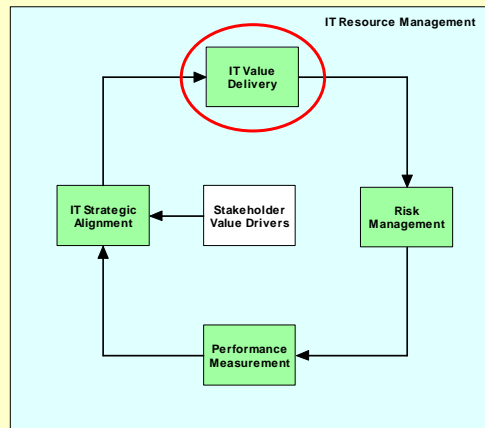 IT Resource Management
IT Value
Delivery
IT Strategic
Alignment
Stakeholder
Value Drivers
Risk
Management
Performance
Measurement